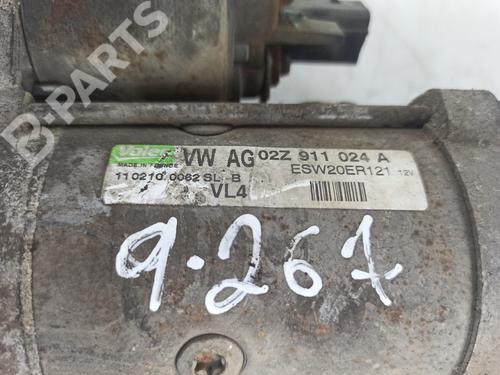 B-PARTS
Valeo VW AG 02Z 911 024 A
MADE IN FRANCE ESW20ER121 12V
110210.0062 SL. B
VL4
9.267